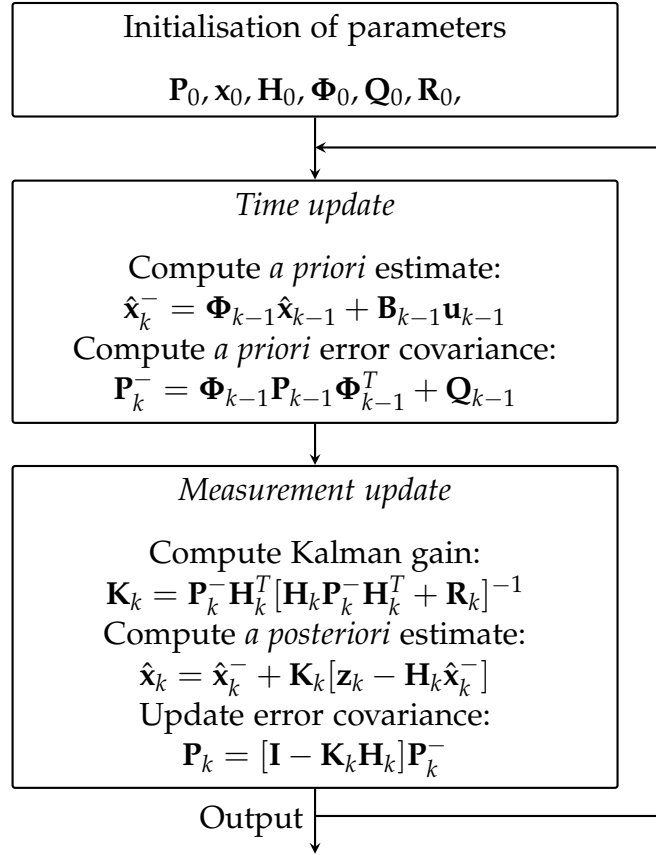 Initialisation of parameters
P₀, x₀, H₀, Φ₀, Q₀, R₀,
Time update
Compute a priori estimate:
x̂ₖ⁻ = Φₖ₋₁x̂ₖ₋₁ + Bₖ₋₁uₖ₋₁
Compute a priori error covariance:
Pₖ⁻ = Φₖ₋₁Pₖ₋₁Φₖ₋₁ᵀ + Qₖ₋₁
Measurement update
Compute Kalman gain:
Kₖ = Pₖ⁻Hₖᵀ[HₖPₖ⁻Hₖᵀ + Rₖ]⁻¹
Compute a posteriori estimate:
x̂ₖ = x̂ₖ⁻ + Kₖ[zₖ − Hₖx̂ₖ⁻]
Update error covariance:
Pₖ = [I − KₖHₖ]Pₖ⁻
Output